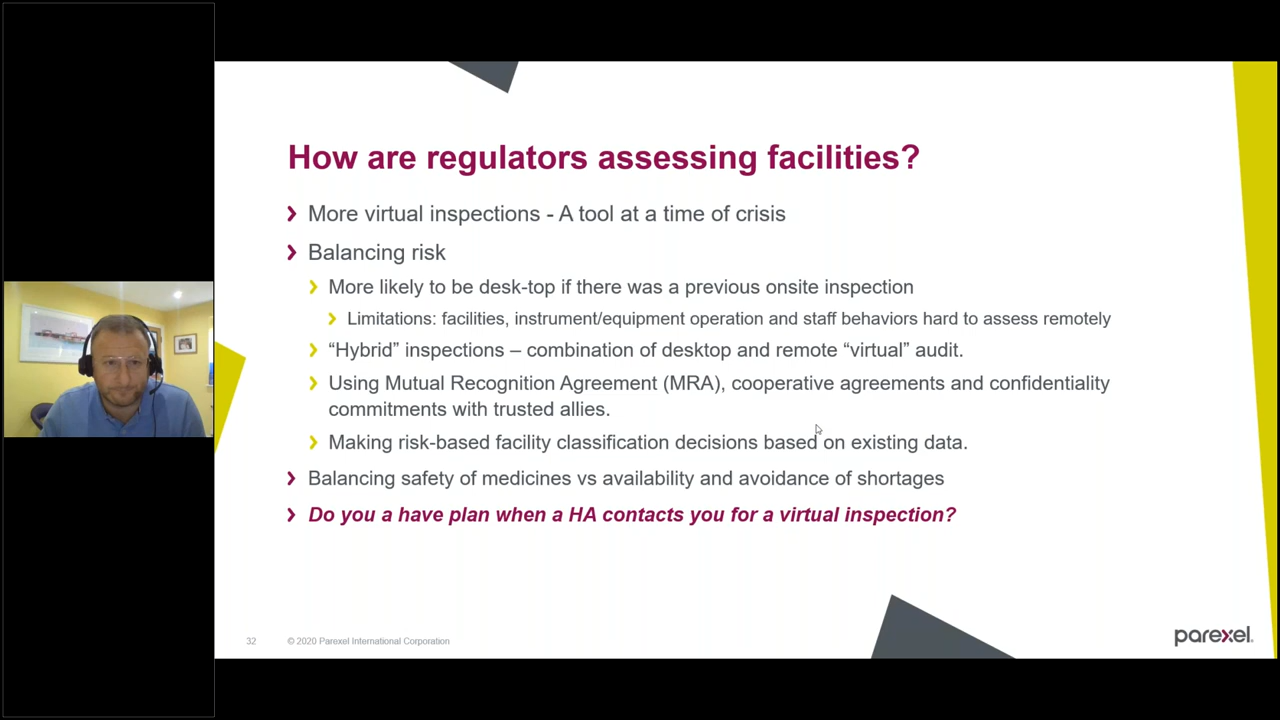 How are regulators assessing facilities?
More virtual inspections - A tool at a time of crisis
Balancing risk
More likely to be desk-top if there was a previous onsite inspection
Limitations: facilities, instrument/equipment operation and staff behaviors hard to assess remotely
“Hybrid” inspections – combination of desktop and remote “virtual” audit.
Using Mutual Recognition Agreement (MRA), cooperative agreements and confidentiality
commitments with trusted allies.
Making risk-based facility classification decisions based on existing data.
Balancing safety of medicines vs availability and avoidance of shortages
Do you a have plan when a HA contacts you for a virtual inspection?
32 © 2020 Parexel International Corporation
parexel.